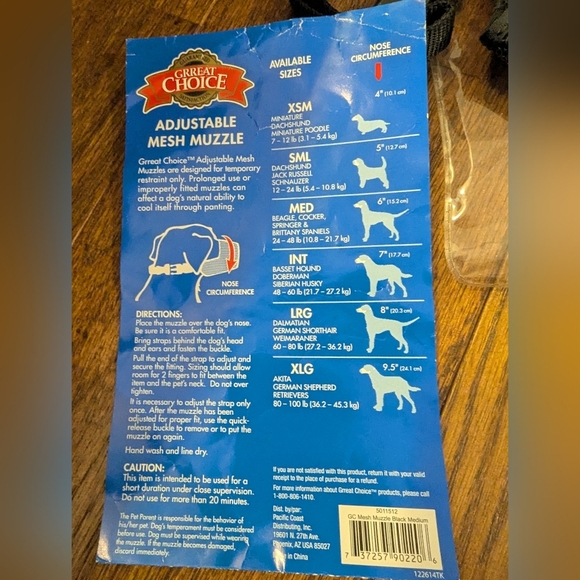 GUARANTEED
GRREAT
CHOICE
SATISFACTION
ADJUSTABLE
MESH MUZZLE
Grreat Choice™ Adjustable Mesh
Muzzles are designed for temporary
restraint only. Prolonged use or
improperly fitted muzzles can
affect a dog's natural ability to
cool itself through panting.
NOSE
CIRCUMFERENCE
DIRECTIONS:
Place the muzzle over the dog's nose.
Be sure it is a comfortable fit.
Bring straps behind the dog's head
and ears and fasten the buckle.
Pull the end of the strap to adjust and
secure the fitting. Sizing should allow
room for 2 fingers to fit between the
item and the pet's neck. Do not over
tighten.
It is necessary to adjust the strap only
once. After the muzzle has been
adjusted for proper fit, use the quick-
release buckle to remove or to put the
muzzle on again.
Hand wash and line dry.
CAUTION:
This item is intended to be used for a
short duration under close supervision.
Do not use for more than 20 minutes.
The Pet Parent is responsible for the behavior of
his/her pet. Dog's temperament must be considered
before use. Dog must be supervised while wearing
the muzzle. If the muzzle becomes damaged,
discard immediately.
AVAILABLE
SIZES
NOSE
CIRCUMFERENCE
4" (10.1 cm)
XSM
MINIATURE
DACHSHUND
MINIATURE POODLE
7 – 12 lb (3.1 – 5.4 kg)
5" (12.7 cm)
SML
DACHSHUND
JACK RUSSELL
SCHNAUZER
12 – 24 lb (5.4 – 10.8 kg)
6" (15.2 cm)
MED
BEAGLE, COCKER,
SPRINGER &
BRITTANY SPANIELS
24 – 48 lb (10.8 – 21.7 kg)
7" (17.7 cm)
INT
BASSET HOUND
DOBERMAN
SIBERIAN HUSKY
48 – 60 lb (21.7 – 27.2 kg)
8" (20.3 cm)
LRG
DALMATIAN
GERMAN SHORTHAIR
WEIMARANER
60 – 80 lb (27.2 – 36.2 kg)
9.5" (24.1 cm)
XLG
AKITA
GERMAN SHEPHERD
RETRIEVERS
80 – 100 lb (36.2 – 45.3 kg)
If you are not satisfied with this product, return it with your valid
receipt to the place of purchase for a refund.
For more information about Grreat Choice™ products, please call
1-800-806-1410.
Dist. by/par:
Pacific Coast
Distributing, Inc.
19601 N. 27th Ave.
Phoenix, AZ USA 85027
in China
5011512
GC Mesh Muzzle Black Medium
7 37257 90220 6
122614TK